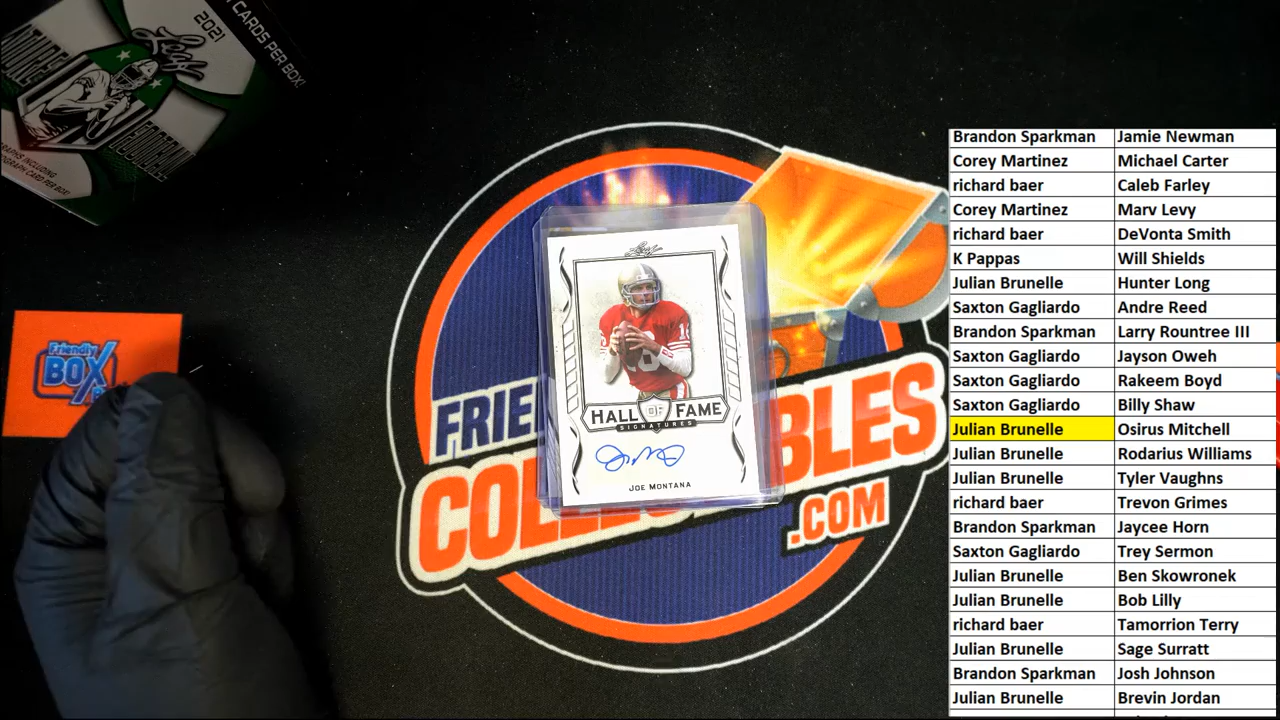 CARDS PER BOX!
2021
Leaf
FOOTBALL
Friendly
BOX
FRIE
COLLE BLES
.COM
Leaf
HALL OF FAME
SIGNATURES
JOE MONTANA
Brandon Sparkman Jamie Newman
Corey Martinez Michael Carter
richard baer Caleb Farley
Corey Martinez Marv Levy
richard baer DeVonta Smith
K Pappas Will Shields
Julian Brunelle Hunter Long
Saxton Gagliardo Andre Reed
Brandon Sparkman Larry Rountree III
Saxton Gagliardo Jayson Oweh
Saxton Gagliardo Rakeem Boyd
Saxton Gagliardo Billy Shaw
Julian Brunelle Osirus Mitchell
Julian Brunelle Rodarius Williams
Julian Brunelle Tyler Vaughns
richard baer Trevon Grimes
Brandon Sparkman Jaycee Horn
Saxton Gagliardo Trey Sermon
Julian Brunelle Ben Skowronek
Julian Brunelle Bob Lilly
richard baer Tamorrion Terry
Julian Brunelle Sage Surratt
Brandon Sparkman Josh Johnson
Julian Brunelle Brevin Jordan